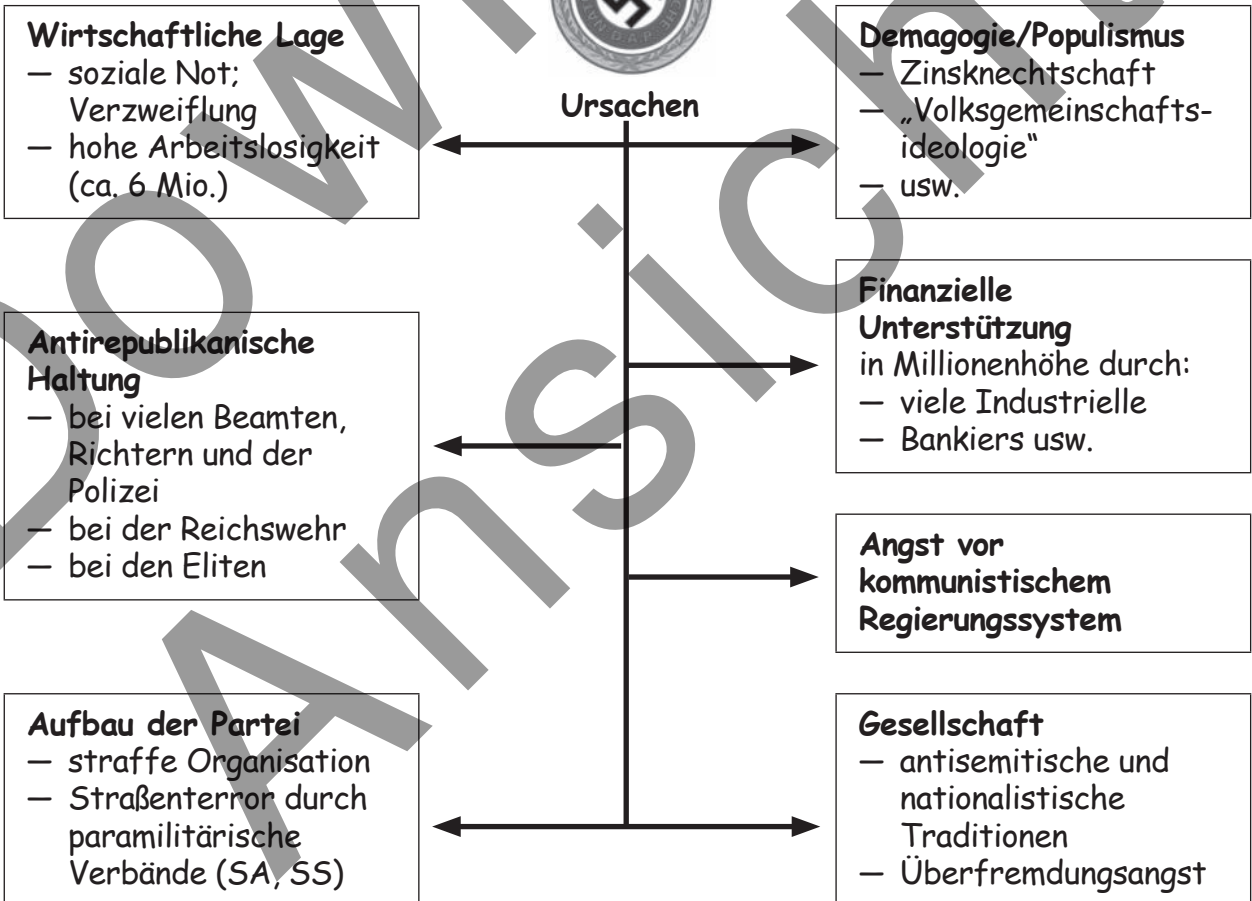 Wirtschaftliche Lage
— soziale Not;
Verzweiflung
— hohe Arbeitslosigkeit
(ca. 6 Mio.)
Antirepublikanische
Haltung
— bei vielen Beamten,
Richtern und der
Polizei
— bei der Reichswehr
— bei den Eliten
Aufbau der Partei
— straffe Organisation
— Straßenterror durch
paramilitärische
Verbände (SA, SS)
D.A.P.
Ursachen
Demagogie/Populismus
— Zinsknechtschaft
— „Volksgemeinschafts-
ideologie“
— usw.
Finanzielle
Unterstützung
in Millionenhöhe durch:
— viele Industrielle
— Bankiers usw.
Angst vor
kommunistischem
Regierungssystem
Gesellschaft
— antisemitische und
nationalistische
Traditionen
— Überfremdungsangst